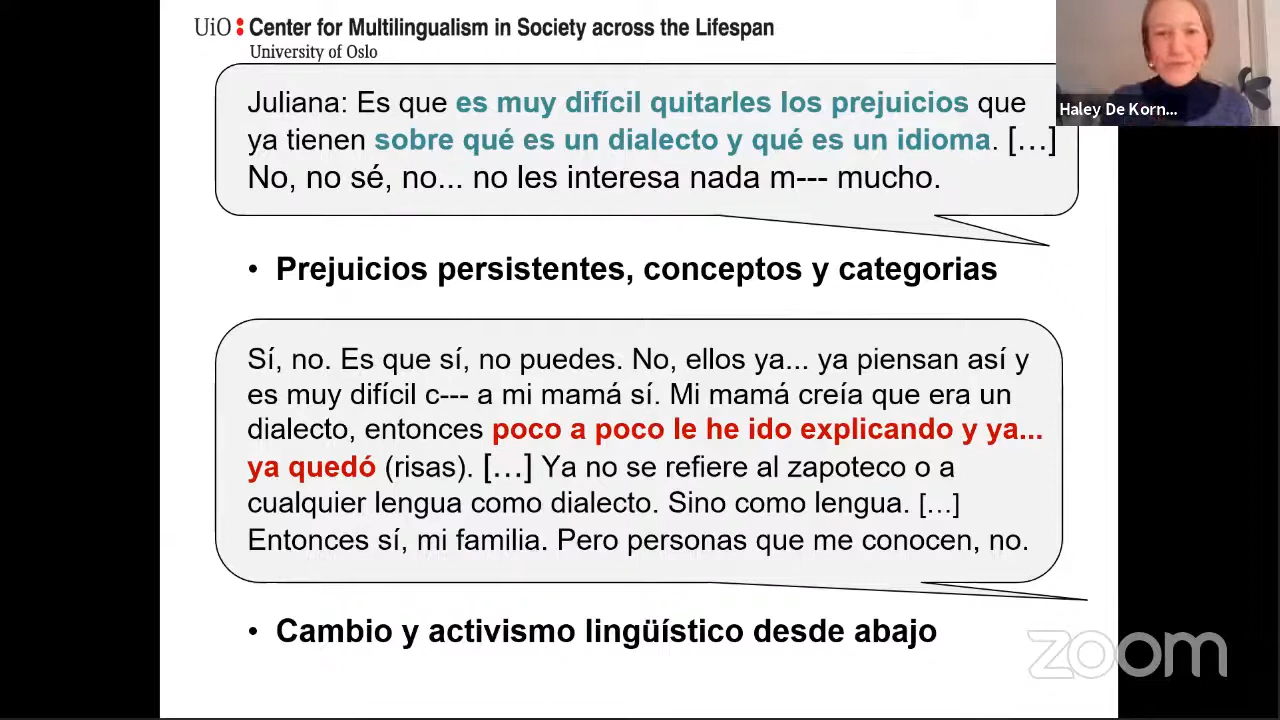 UiO : Center for Multilingualism in Society across the Lifespan
University of Oslo
Haley De Korn...
Juliana: Es que es muy difícil quitarles los prejuicios que
ya tienen sobre qué es un dialecto y qué es un idioma. […]
No, no sé, no... no les interesa nada m--- mucho.
• Prejuicios persistentes, conceptos y categorias
Sí, no. Es que sí, no puedes. No, ellos ya... ya piensan así y
es muy difícil c--- a mi mamá sí. Mi mamá creía que era un
dialecto, entonces poco a poco le he ido explicando y ya...
ya quedó (risas). […] Ya no se refiere al zapoteco o a
cualquier lengua como dialecto. Sino como lengua. […]
Entonces sí, mi familia. Pero personas que me conocen, no.
• Cambio y activismo lingüístico desde abajo
zoom